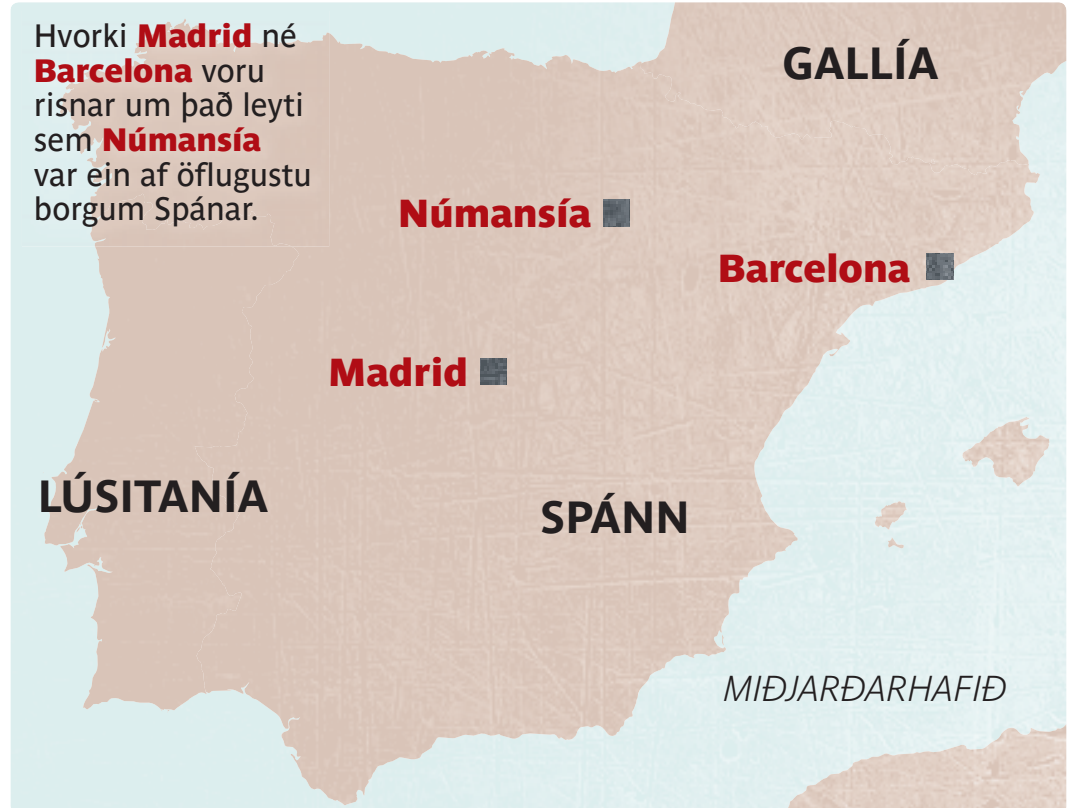 Hvorki Madrid né
Barcelona voru
risnar um það leyti
sem Númansía
var ein af öflugustu
borgum Spánar.
GALLÍA
Númansía
Barcelona
Madrid
LÚSITANÍA
SPÁNN
MIÐJARÐARHAFIÐ